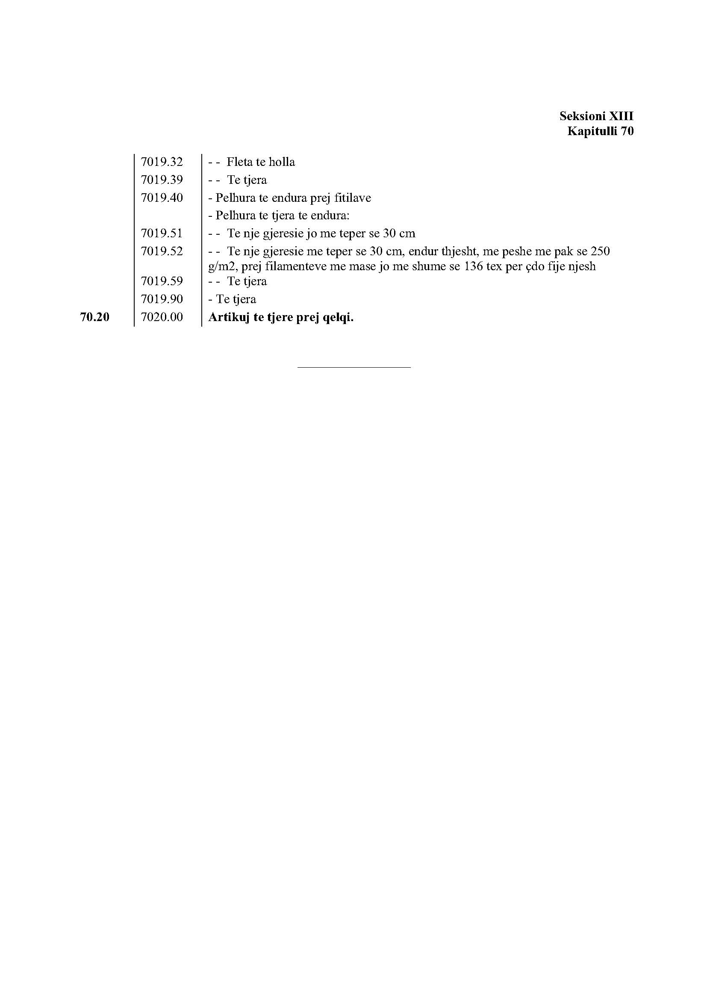 Seksioni XIII
Kapitulli 70
7019.32 - - Fleta te holla
7019.39 - - Te tjera
7019.40 - Pelhura te endura prej fitilave
- Pelhura te tjera te endura:
7019.51 - - Te nje gjeresie jo me teper se 30 cm
7019.52 - - Te nje gjeresie me teper se 30 cm, endur thjesht, me peshe me pak se 250
g/m2, prej filamenteve me mase jo me shume se 136 tex per çdo fije njesh
7019.59 - - Te tjera
7019.90 - Te tjera
70.20 7020.00 Artikuj te tjere prej qelqi.